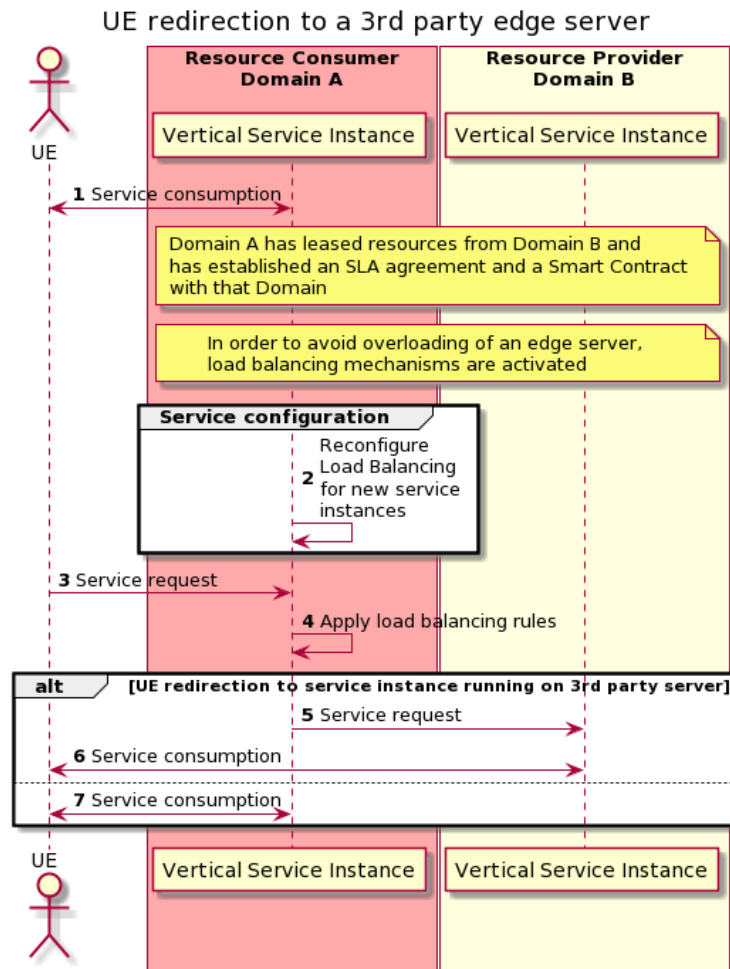 UE redirection to a 3rd party edge server
Resource Consumer
Domain A
Resource Provider
Domain B
UE
Vertical Service Instance
Vertical Service Instance
1 Service consumption
Domain A has leased resources from Domain B and
has established an SLA agreement and a Smart Contract
with that Domain
In order to avoid overloading of an edge server,
load balancing mechanisms are activated
Service configuration
2 Reconfigure
Load Balancing
for new service
instances
3 Service request
4 Apply load balancing rules
alt [UE redirection to service instance running on 3rd party server]
5 Service request
6 Service consumption
7 Service consumption
UE
Vertical Service Instance
Vertical Service Instance